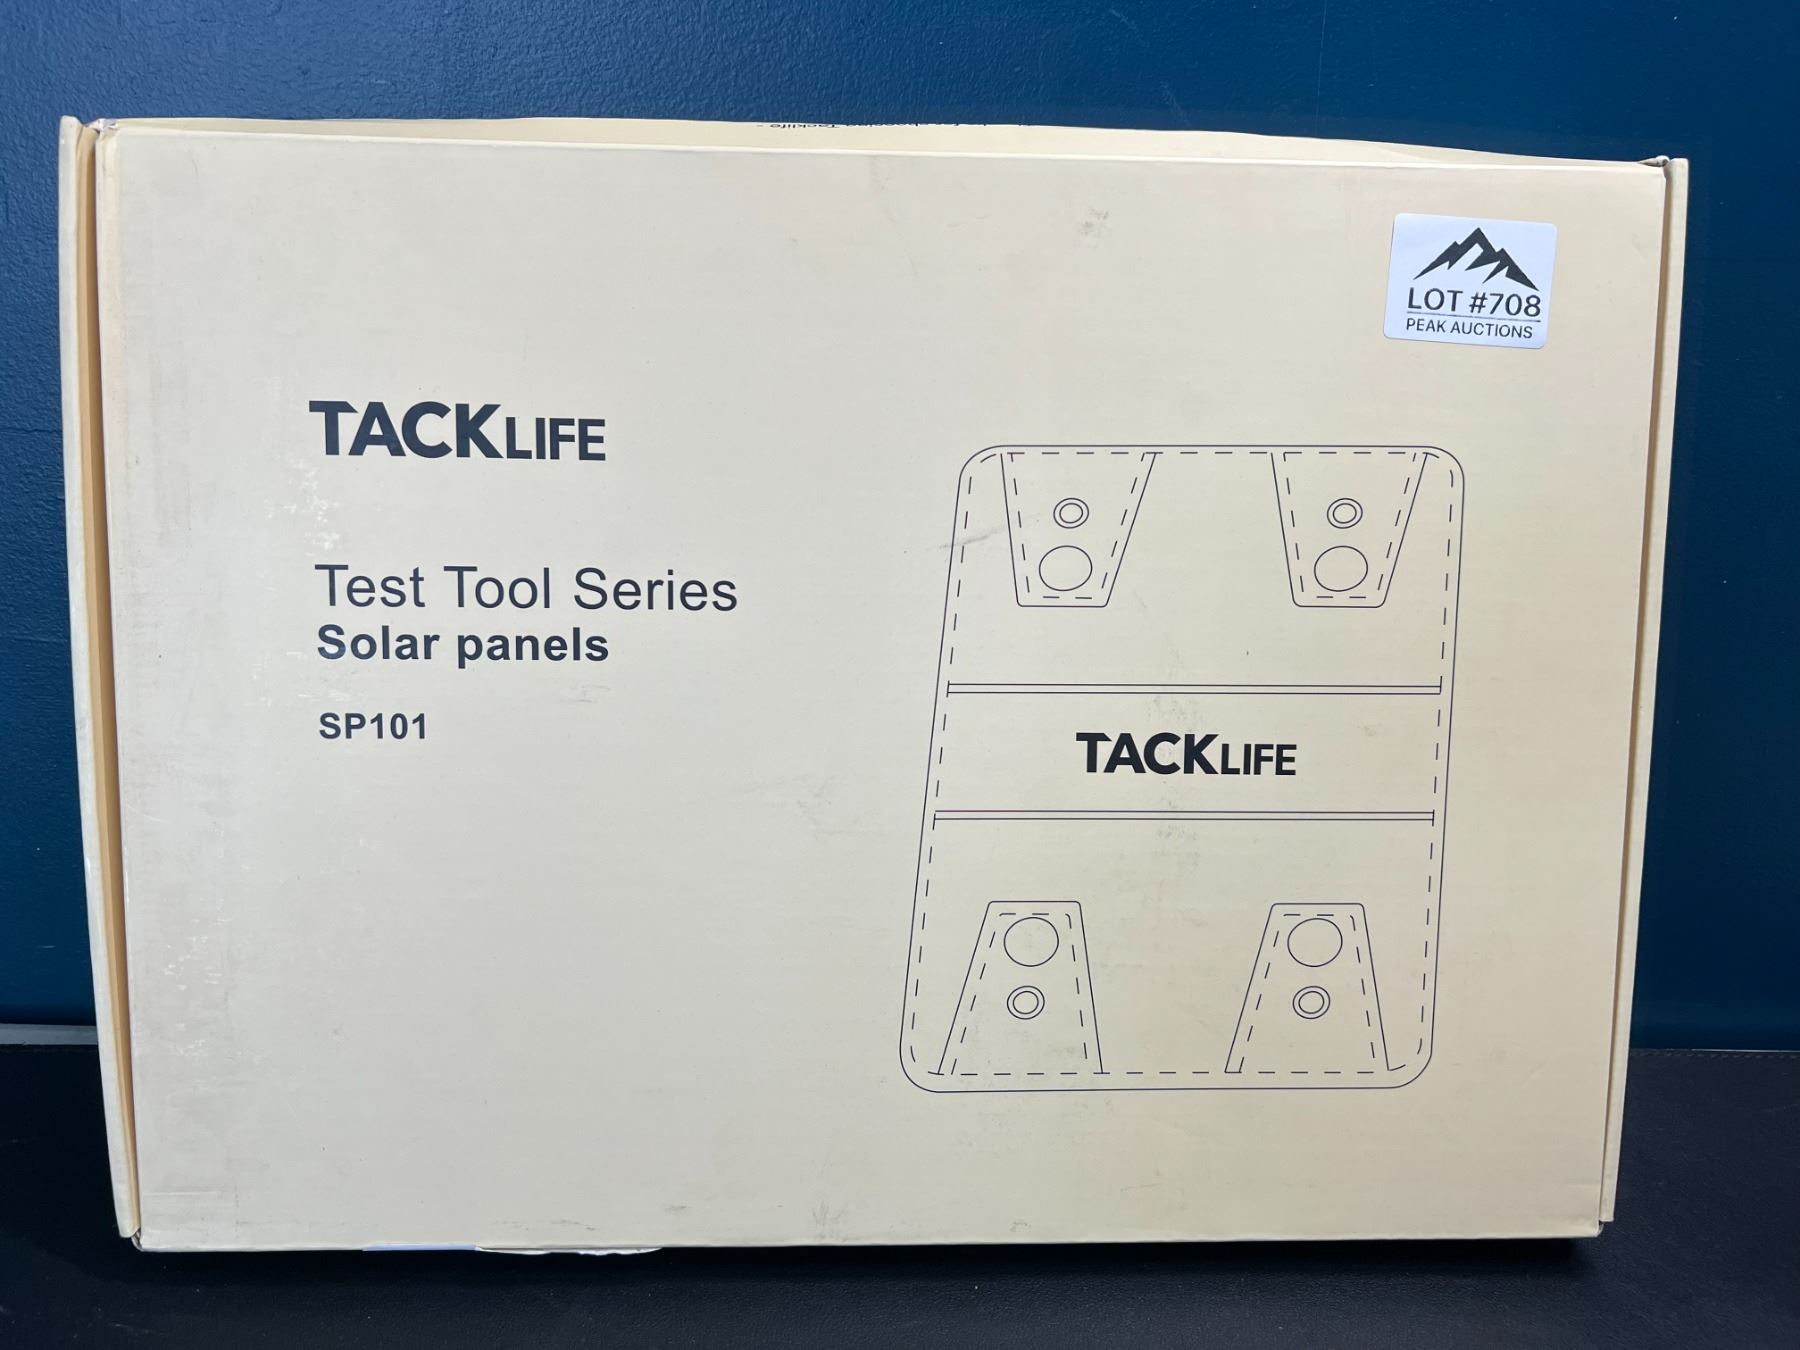 LOT #708
PEAK AUCTIONS
TACKLIFE
Test Tool Series
Solar panels
SP101
TACKLIFE